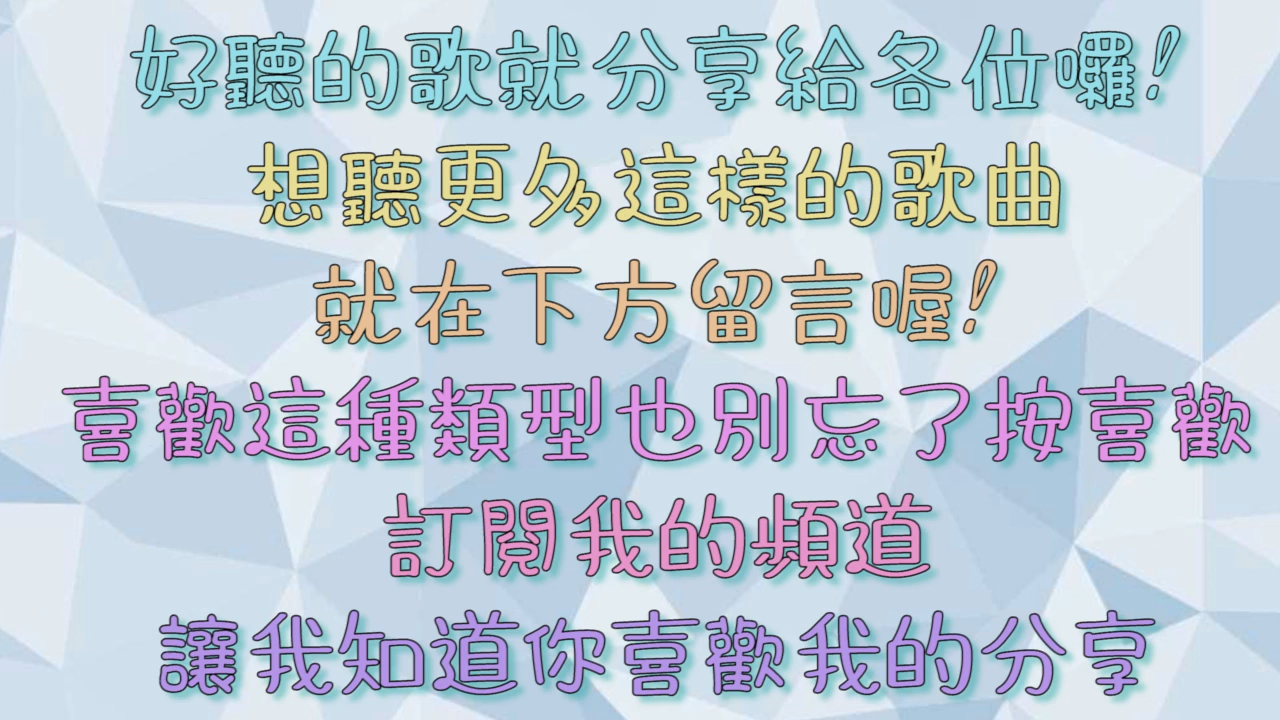 好聽的歌就分享給各位囉!
想聽更多這樣的歌曲
就在下方留言喔!
喜歡這種類型也別忘了按喜歡
訂閱我的頻道
讓我知道你喜歡我的分享